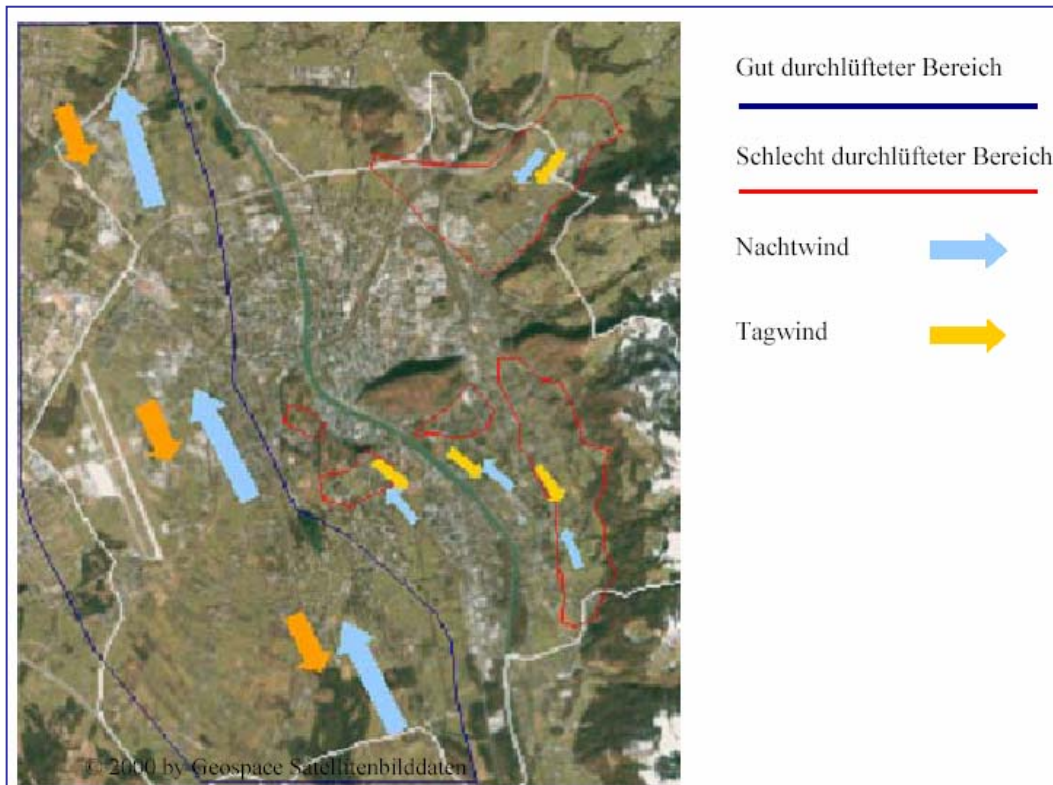 Gut durchlüfteter Bereich
Schlecht durchlüfteter Bereich
Nachtwind
Tagwind
© 2000 by Geospace Satellitenbilddaten